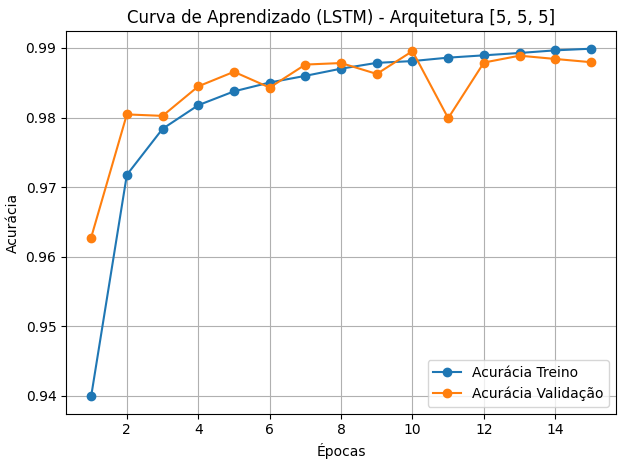 Curva de Aprendizado (LSTM) - Arquitetura [5, 5, 5]
0.99
0.98
0.97
0.96
0.95
0.94
Acurácia
2 4 6 8 10 12 14
Épocas
Acurácia Treino
Acurácia Validação